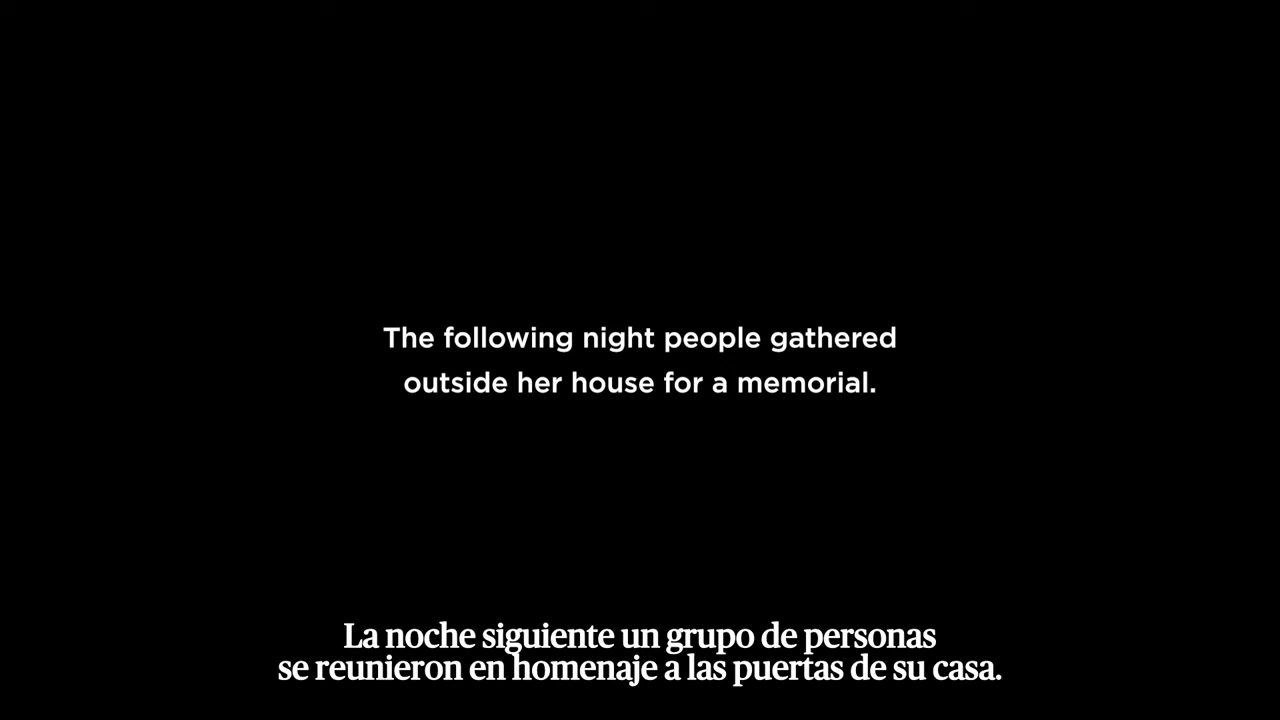 The following night people gathered
outside her house for a memorial.
La noche siguiente un grupo de personas
se reunieron en homenaje a las puertas de su casa.